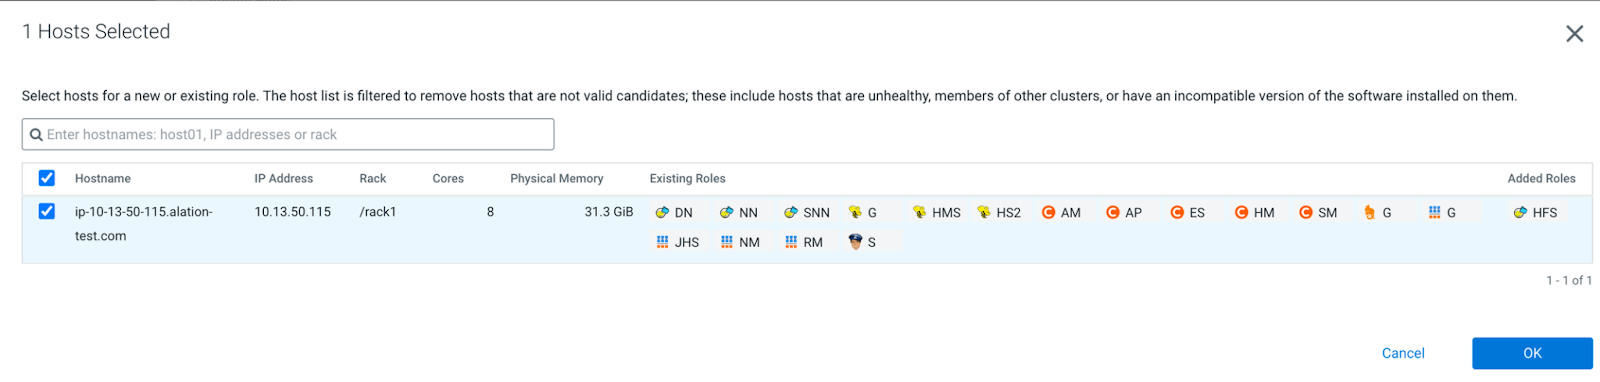 1 Hosts Selected
Select hosts for a new or existing role. The host list is filtered to remove hosts that are not valid candidates; these include hosts that are unhealthy, members of other clusters, or have an incompatible version of the software installed on them.
Enter hostnames: host01, IP addresses or rack
Hostname IP Address Rack Cores Physical Memory Existing Roles Added Roles
ip-10-13-50-115.alation- 10.13.50.115 /rack1 8 31.3 GiB DN NN SNN G HMS HS2 AM AP ES HM SM G G HFS
test.com JHS NM RM S
1 - 1 of 1
Cancel OK